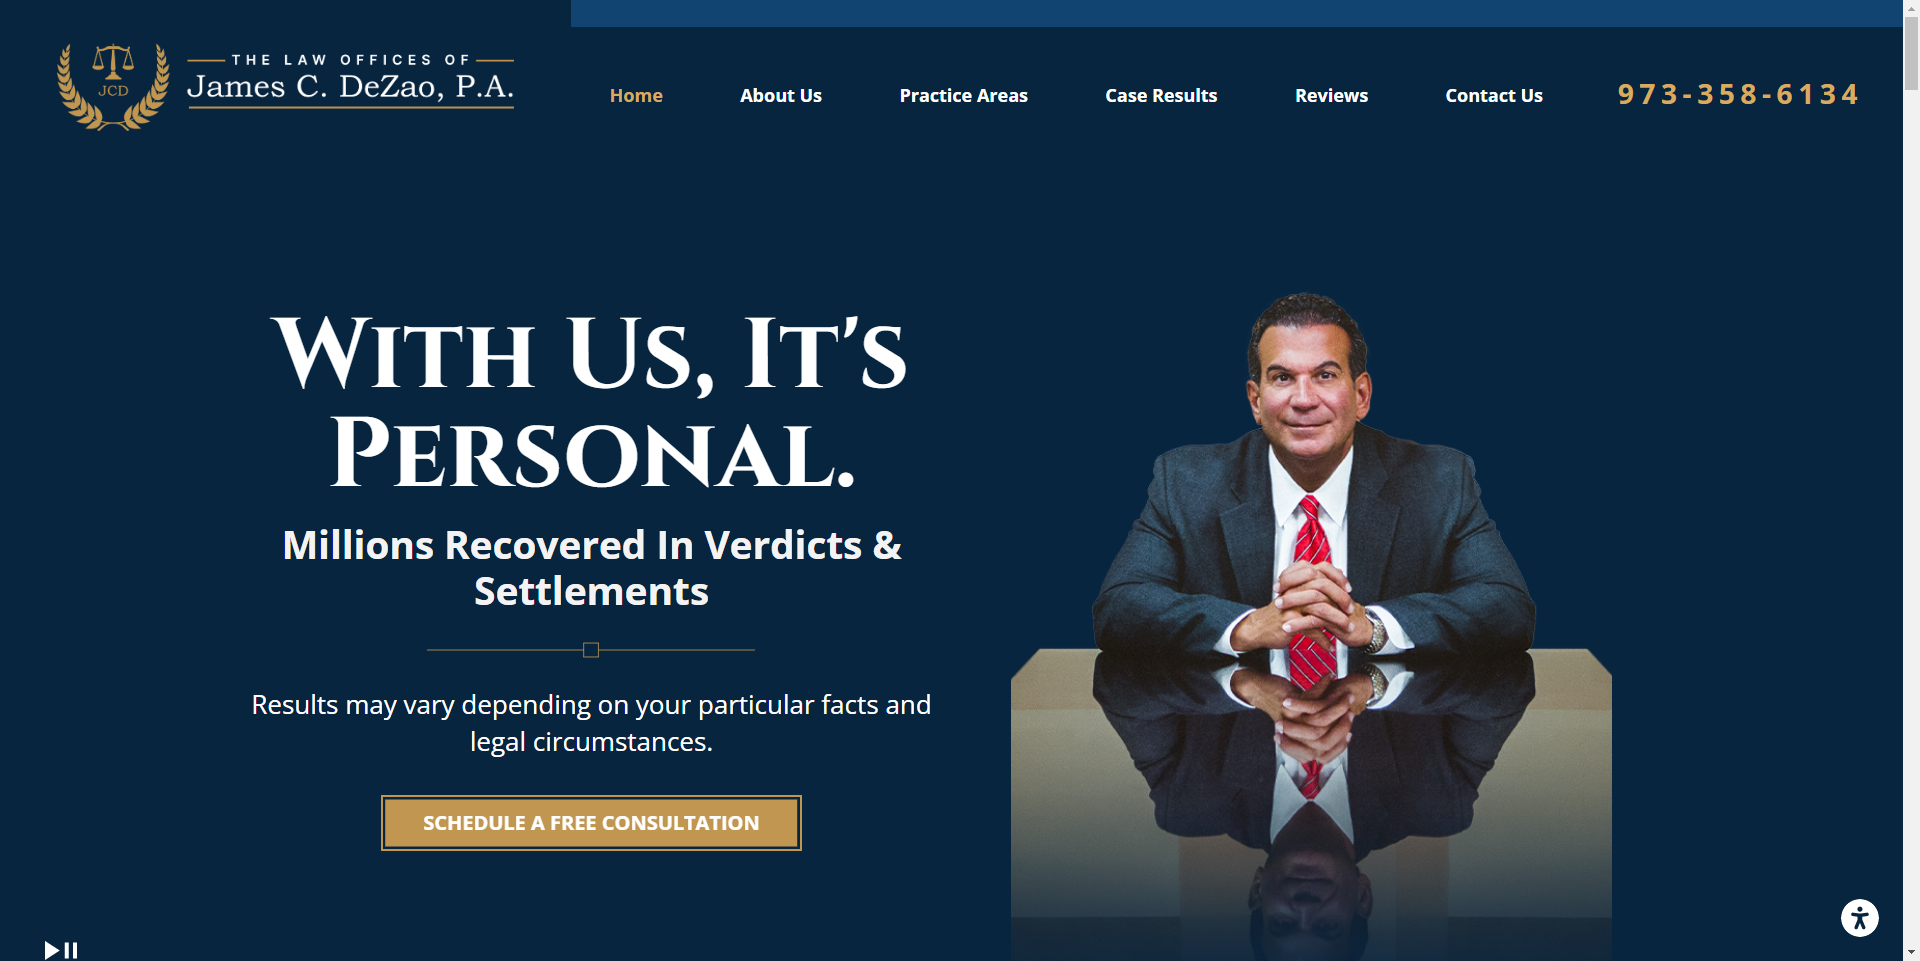 THE LAW OFFICES OF
JCD
James C. DeZao, P.A.
Home
About Us
Practice Areas
Case Results
Reviews
Contact Us
973-358-6134
With Us, It's
Personal.
Millions Recovered In Verdicts &
Settlements
Results may vary depending on your particular facts and
legal circumstances.
SCHEDULE A FREE CONSULTATION